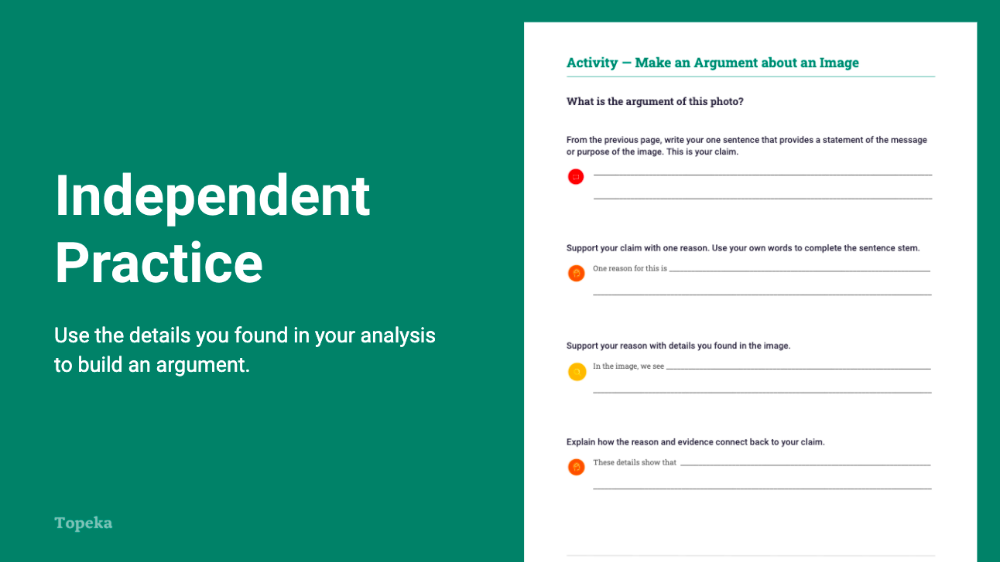 Independent
Practice
Use the details you found in your analysis
to build an argument.
Topeka
Activity — Make an Argument about an Image
What is the argument of this photo?
From the previous page, write your one sentence that provides a statement of the message
or purpose of the image. This is your claim.
Support your claim with one reason. Use your own words to complete the sentence stem.
One reason for this is
Support your reason with details you found in the image.
In the image, we see
Explain how the reason and evidence connect back to your claim.
These details show that